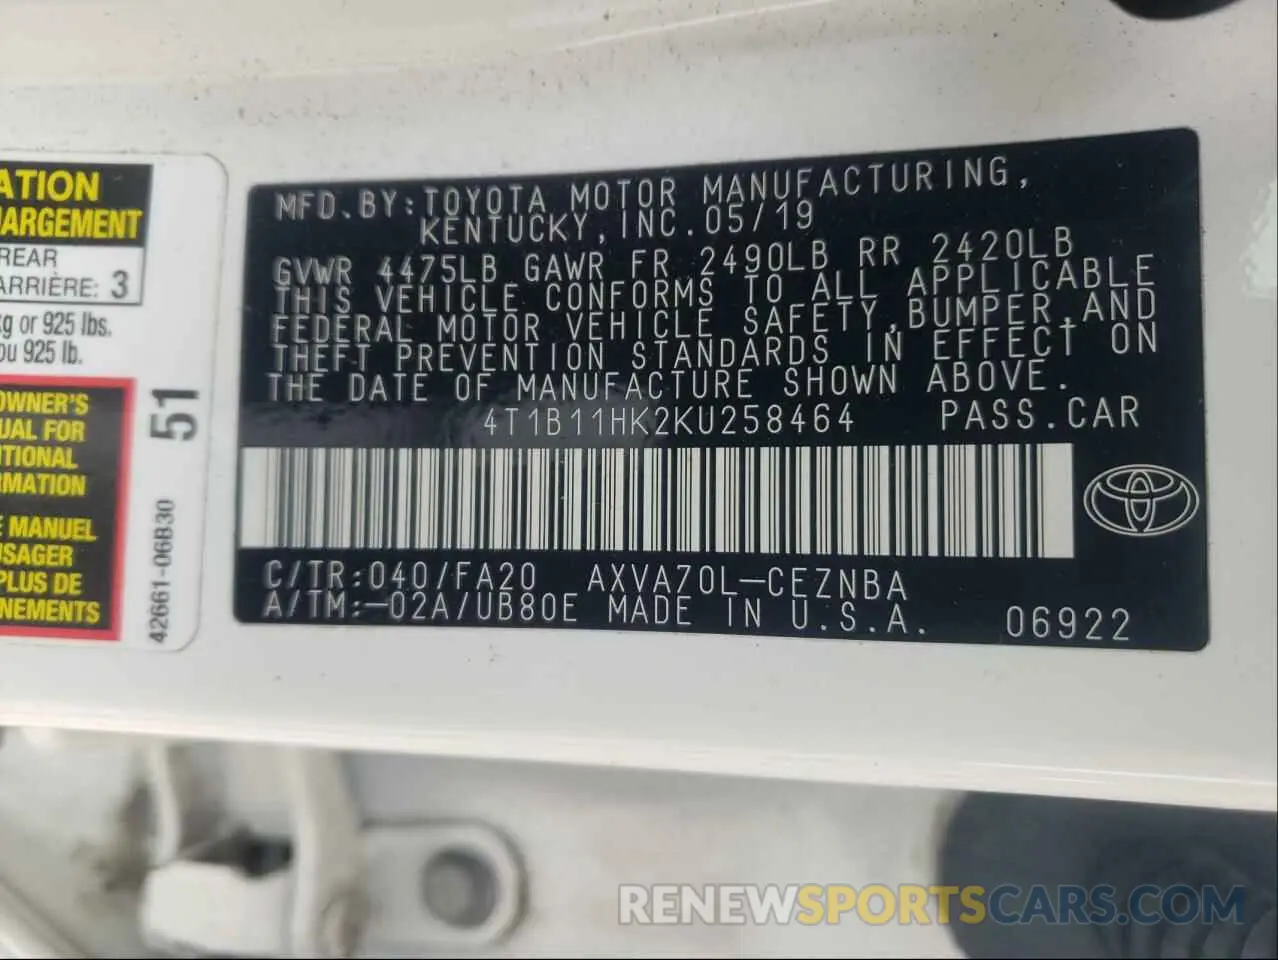 ATION
HARGEMENT
REAR
ARRIÈRE: 3
kg or 925 lbs.
ou 925 lb.
OWNER'S
UAL FOR
ITIONAL
RMATION
E MANUEL
USAGER
PLUS DE
GNEMENTS
51
42661-06B30
MFD.BY:TOYOTA MOTOR MANUFACTURING,
KENTUCKY,INC.05/19
GVWR 4475LB GAWR FR 2490LB RR 2420LB
THIS VEHICLE CONFORMS TO ALL APPLICABLE
FEDERAL MOTOR VEHICLE SAFETY,BUMPER,AND
THEFT PREVENTION STANDARDS IN EFFECT ON
THE DATE OF MANUFACTURE SHOWN ABOVE.
4T1B11HK2KU258464 PASS.CAR
C/TR:040/FA20 AXVA70L-CEZNBA
A/TM:-02A/UB80E MADE IN U.S.A. 06922
RENEWSPORTSCARS.COM